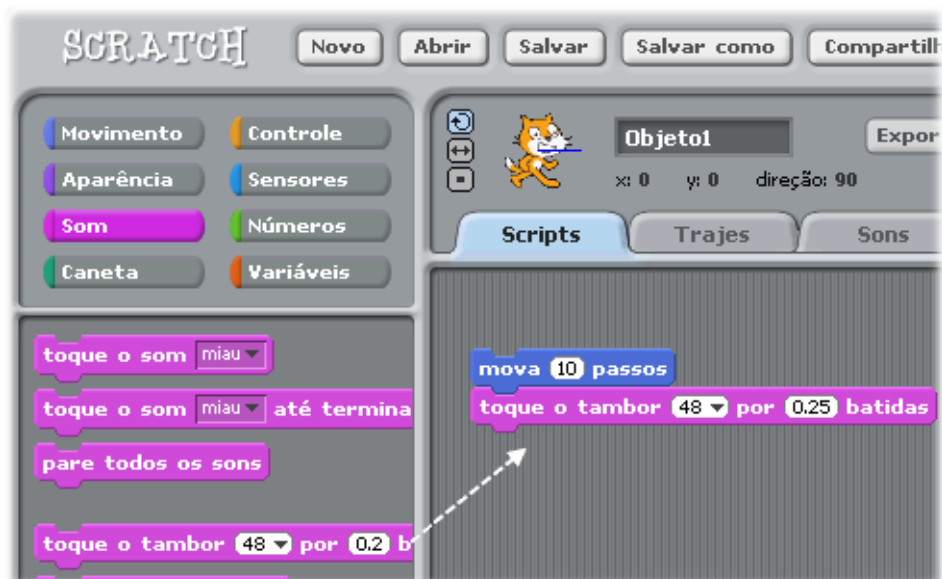 SCRATCH
Novo
Abrir
Salvar
Salvar como
Compartilh
Movimento
Controle
Aparência
Sensores
Som
Números
Caneta
Variáveis
Objeto1
Expor
x: 0 y: 0 direção: 90
Scripts
Trajes
Sons
toque o som miau
toque o som miau até termina
pare todos os sons
toque o tambor 48 por 0.2 b
mova 10 passos
toque o tambor 48 por 0.25 batidas